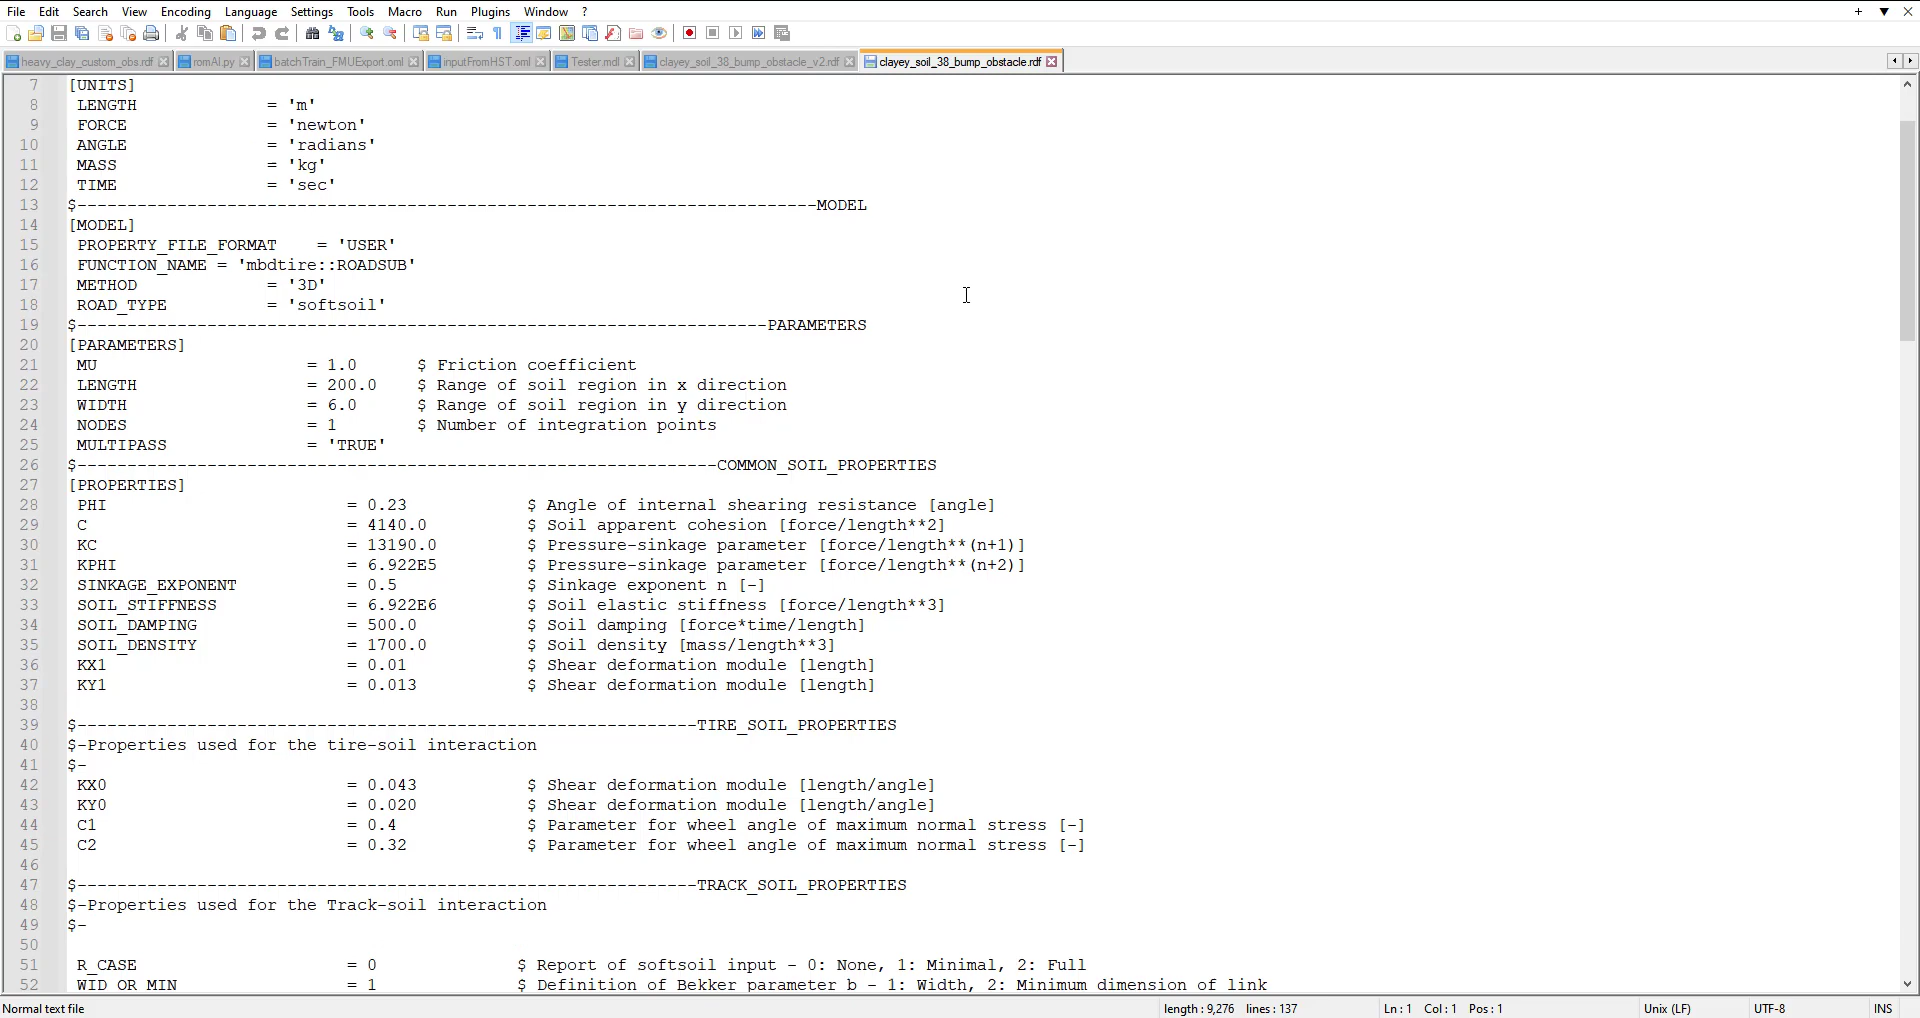 File Edit Search View Encoding Language Settings Tools Macro Run Plugins Window ? + ▼ ✕
heavy_clay_custom_obs.rdf romAI.py batchTrain_FMUExport.oml inputFromHST.oml Tester.mdl clayey_soil_38_bump_obstacle_v2.rdf clayey_soil_38_bump_obstacle.rdf
7 [UNITS]
8 LENGTH = 'm'
9 FORCE = 'newton'
10 ANGLE = 'radians'
11 MASS = 'kg'
12 TIME = 'sec'
13 $--------------------------------------------------------------------------MODEL
14 [MODEL]
15 PROPERTY_FILE_FORMAT = 'USER'
16 FUNCTION_NAME = 'mbdtire::ROADSUB'
17 METHOD = '3D'
18 ROAD_TYPE = 'softsoil'
19 $---------------------------------------------------------------------PARAMETERS
20 [PARAMETERS]
21 MU = 1.0 $ Friction coefficient
22 LENGTH = 200.0 $ Range of soil region in x direction
23 WIDTH = 6.0 $ Range of soil region in y direction
24 NODES = 1 $ Number of integration points
25 MULTIPASS = 'TRUE'
26 $----------------------------------------------------------------COMMON_SOIL_PROPERTIES
27 [PROPERTIES]
28 PHI = 0.23 $ Angle of internal shearing resistance [angle]
29 C = 4140.0 $ Soil apparent cohesion [force/length**2]
30 KC = 13190.0 $ Pressure-sinkage parameter [force/length**(n+1)]
31 KPHI = 6.922E5 $ Pressure-sinkage parameter [force/length**(n+2)]
32 SINKAGE_EXPONENT = 0.5 $ Sinkage exponent n [-]
33 SOIL_STIFFNESS = 6.922E6 $ Soil elastic stiffness [force/length**3]
34 SOIL_DAMPING = 500.0 $ Soil damping [force*time/length]
35 SOIL_DENSITY = 1700.0 $ Soil density [mass/length**3]
36 KX1 = 0.01 $ Shear deformation module [length]
37 KY1 = 0.013 $ Shear deformation module [length]
38
39 $--------------------------------------------------------------TIRE_SOIL_PROPERTIES
40 $-Properties used for the tire-soil interaction
41 $-
42 KX0 = 0.043 $ Shear deformation module [length/angle]
43 KY0 = 0.020 $ Shear deformation module [length/angle]
44 C1 = 0.4 $ Parameter for wheel angle of maximum normal stress [-]
45 C2 = 0.32 $ Parameter for wheel angle of maximum normal stress [-]
46
47 $--------------------------------------------------------------TRACK_SOIL_PROPERTIES
48 $-Properties used for the Track-soil interaction
49 $-
50
51 R_CASE = 0 $ Report of softsoil input - 0: None, 1: Minimal, 2: Full
52 WID_OR_MIN = 1 $ Definition of Bekker parameter b - 1: Width, 2: Minimum dimension of link
Normal text file length : 9,276 lines : 137 Ln : 1 Col : 1 Pos : 1 Unix (LF) UTF-8 INS